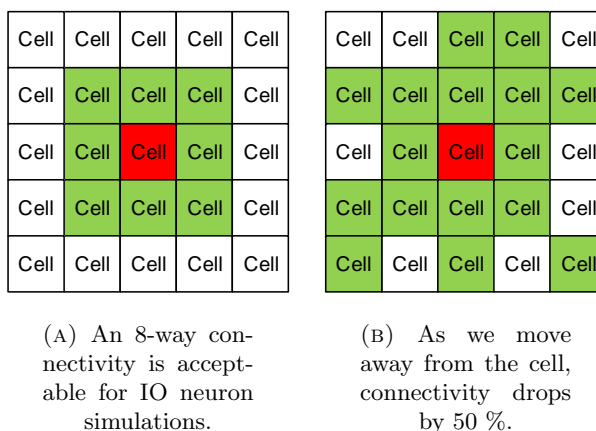 Cell Cell Cell Cell Cell Cell Cell Cell Cell Cell
Cell Cell Cell Cell Cell Cell Cell Cell Cell Cell
Cell Cell Cell Cell Cell Cell Cell Cell Cell Cell
Cell Cell Cell Cell Cell Cell Cell Cell Cell Cell
Cell Cell Cell Cell Cell Cell Cell Cell Cell Cell
(A) An 8-way con-
nectivity is accept-
able for IO neuron
simulations.
(B) As we move
away from the cell,
connectivity drops
by 50 %.